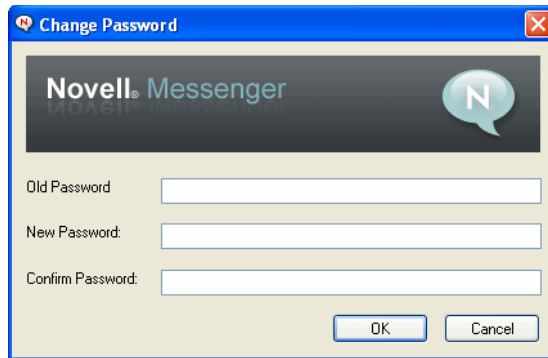 Change Password
Novell® Messenger
N
Old Password
New Password:
Confirm Password:
OK
Cancel